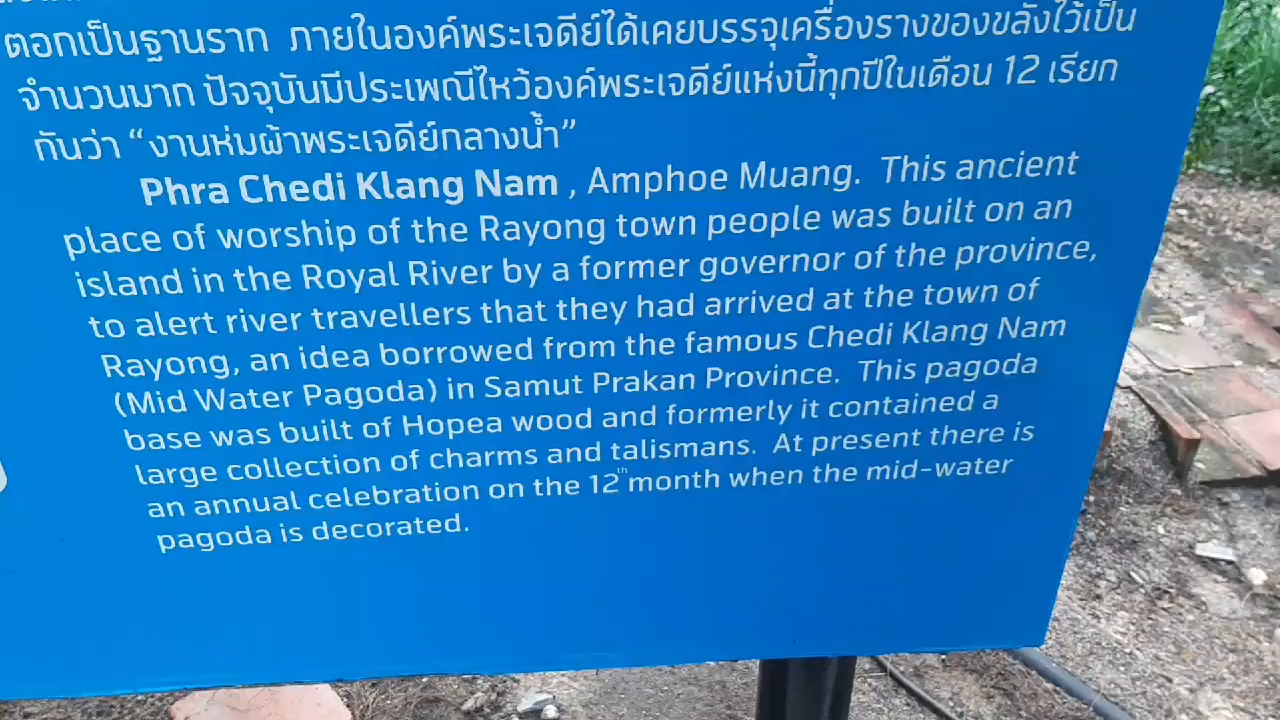 ตอกเป็นฐานราก ภายในองค์พระเจดีย์ได้เคยบรรจุเครื่องรางของขลังไว้เป็น
จำนวนมาก ปัจจุบันมีประเพณีไหว้องค์พระเจดีย์แห่งนี้ทุกปีในเดือน 12 เรียก
กันว่า “งานห่มผ้าพระเจดีย์กลางน้ำ”
Phra Chedi Klang Nam , Amphoe Muang. This ancient
place of worship of the Rayong town people was built on an
island in the Royal River by a former governor of the province,
to alert river travellers that they had arrived at the town of
Rayong, an idea borrowed from the famous Chedi Klang Nam
(Mid Water Pagoda) in Samut Prakan Province. This pagoda
base was built of Hopea wood and formerly it contained a
large collection of charms and talismans. At present there is
an annual celebration on the 12th month when the mid-water
pagoda is decorated.